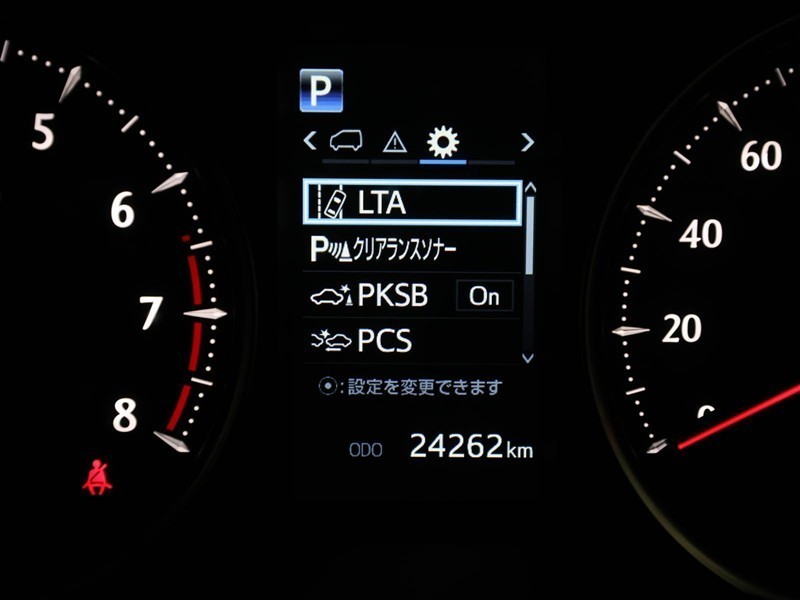 5
6
7
8
P
LTA
Pクリアランスソナー
PKSB On
PCS
:設定を変更できます
ODO 24262km
60
40
20
0